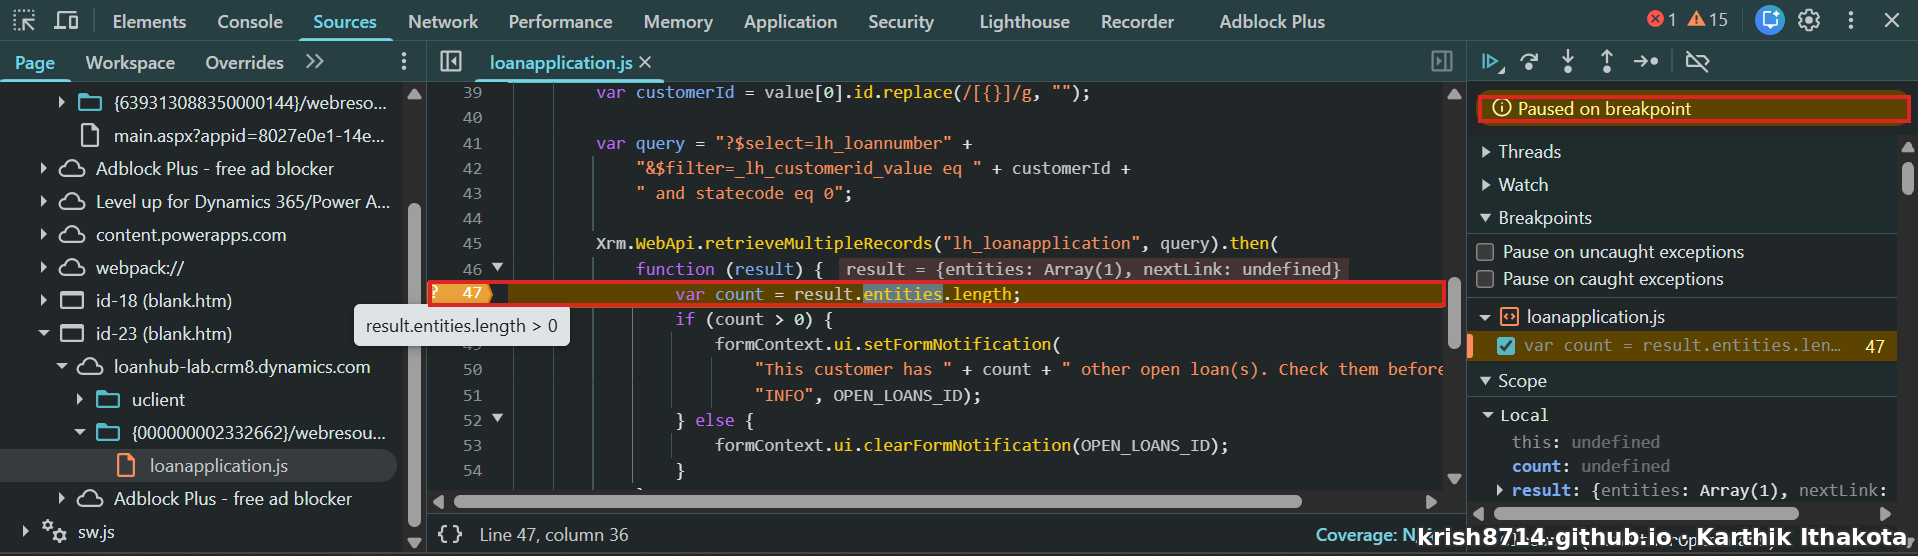 Elements Console Sources Network Performance Memory Application Security Lighthouse Recorder Adblock Plus 1 15
Page Workspace Overrides
loanapplication.js
{639313088350000144}/webreso...
main.aspx?appid=8027e0e1-14e...
Adblock Plus - free ad blocker
Level up for Dynamics 365/Power A...
content.powerapps.com
webpack://
id-18 (blank.htm)
id-23 (blank.htm)
loanhub-lab.crm8.dynamics.com
uclient
{000000002332662}/webresou...
loanapplication.js
Adblock Plus - free ad blocker
sw.js
39 var customerId = value[0].id.replace(/[{}]/g, "");
40
41 var query = "?$select=lh_loannumber" +
42 "&$filter=_lh_customerid_value eq " + customerId +
43 " and statecode eq 0";
44
45 Xrm.WebApi.retrieveMultipleRecords("lh_loanapplication", query).then(
46 function (result) { result = {entities: Array(1), nextLink: undefined}
? 47 var count = result.entities.length;
if (count > 0) {
result.entities.length > 0
formContext.ui.setFormNotification(
50 "This customer has " + count + " other open loan(s). Check them before
51 "INFO", OPEN_LOANS_ID);
52 } else {
53 formContext.ui.clearFormNotification(OPEN_LOANS_ID);
54 }
{} Line 47, column 36
Coverage:
Paused on breakpoint
Threads
Watch
Breakpoints
Pause on uncaught exceptions
Pause on caught exceptions
loanapplication.js
var count = result.entities.len... 47
Scope
Local
this: undefined
count: undefined
result: {entities: Array(1), nextLink:
krish8714.github.io · Karthik Ithakota